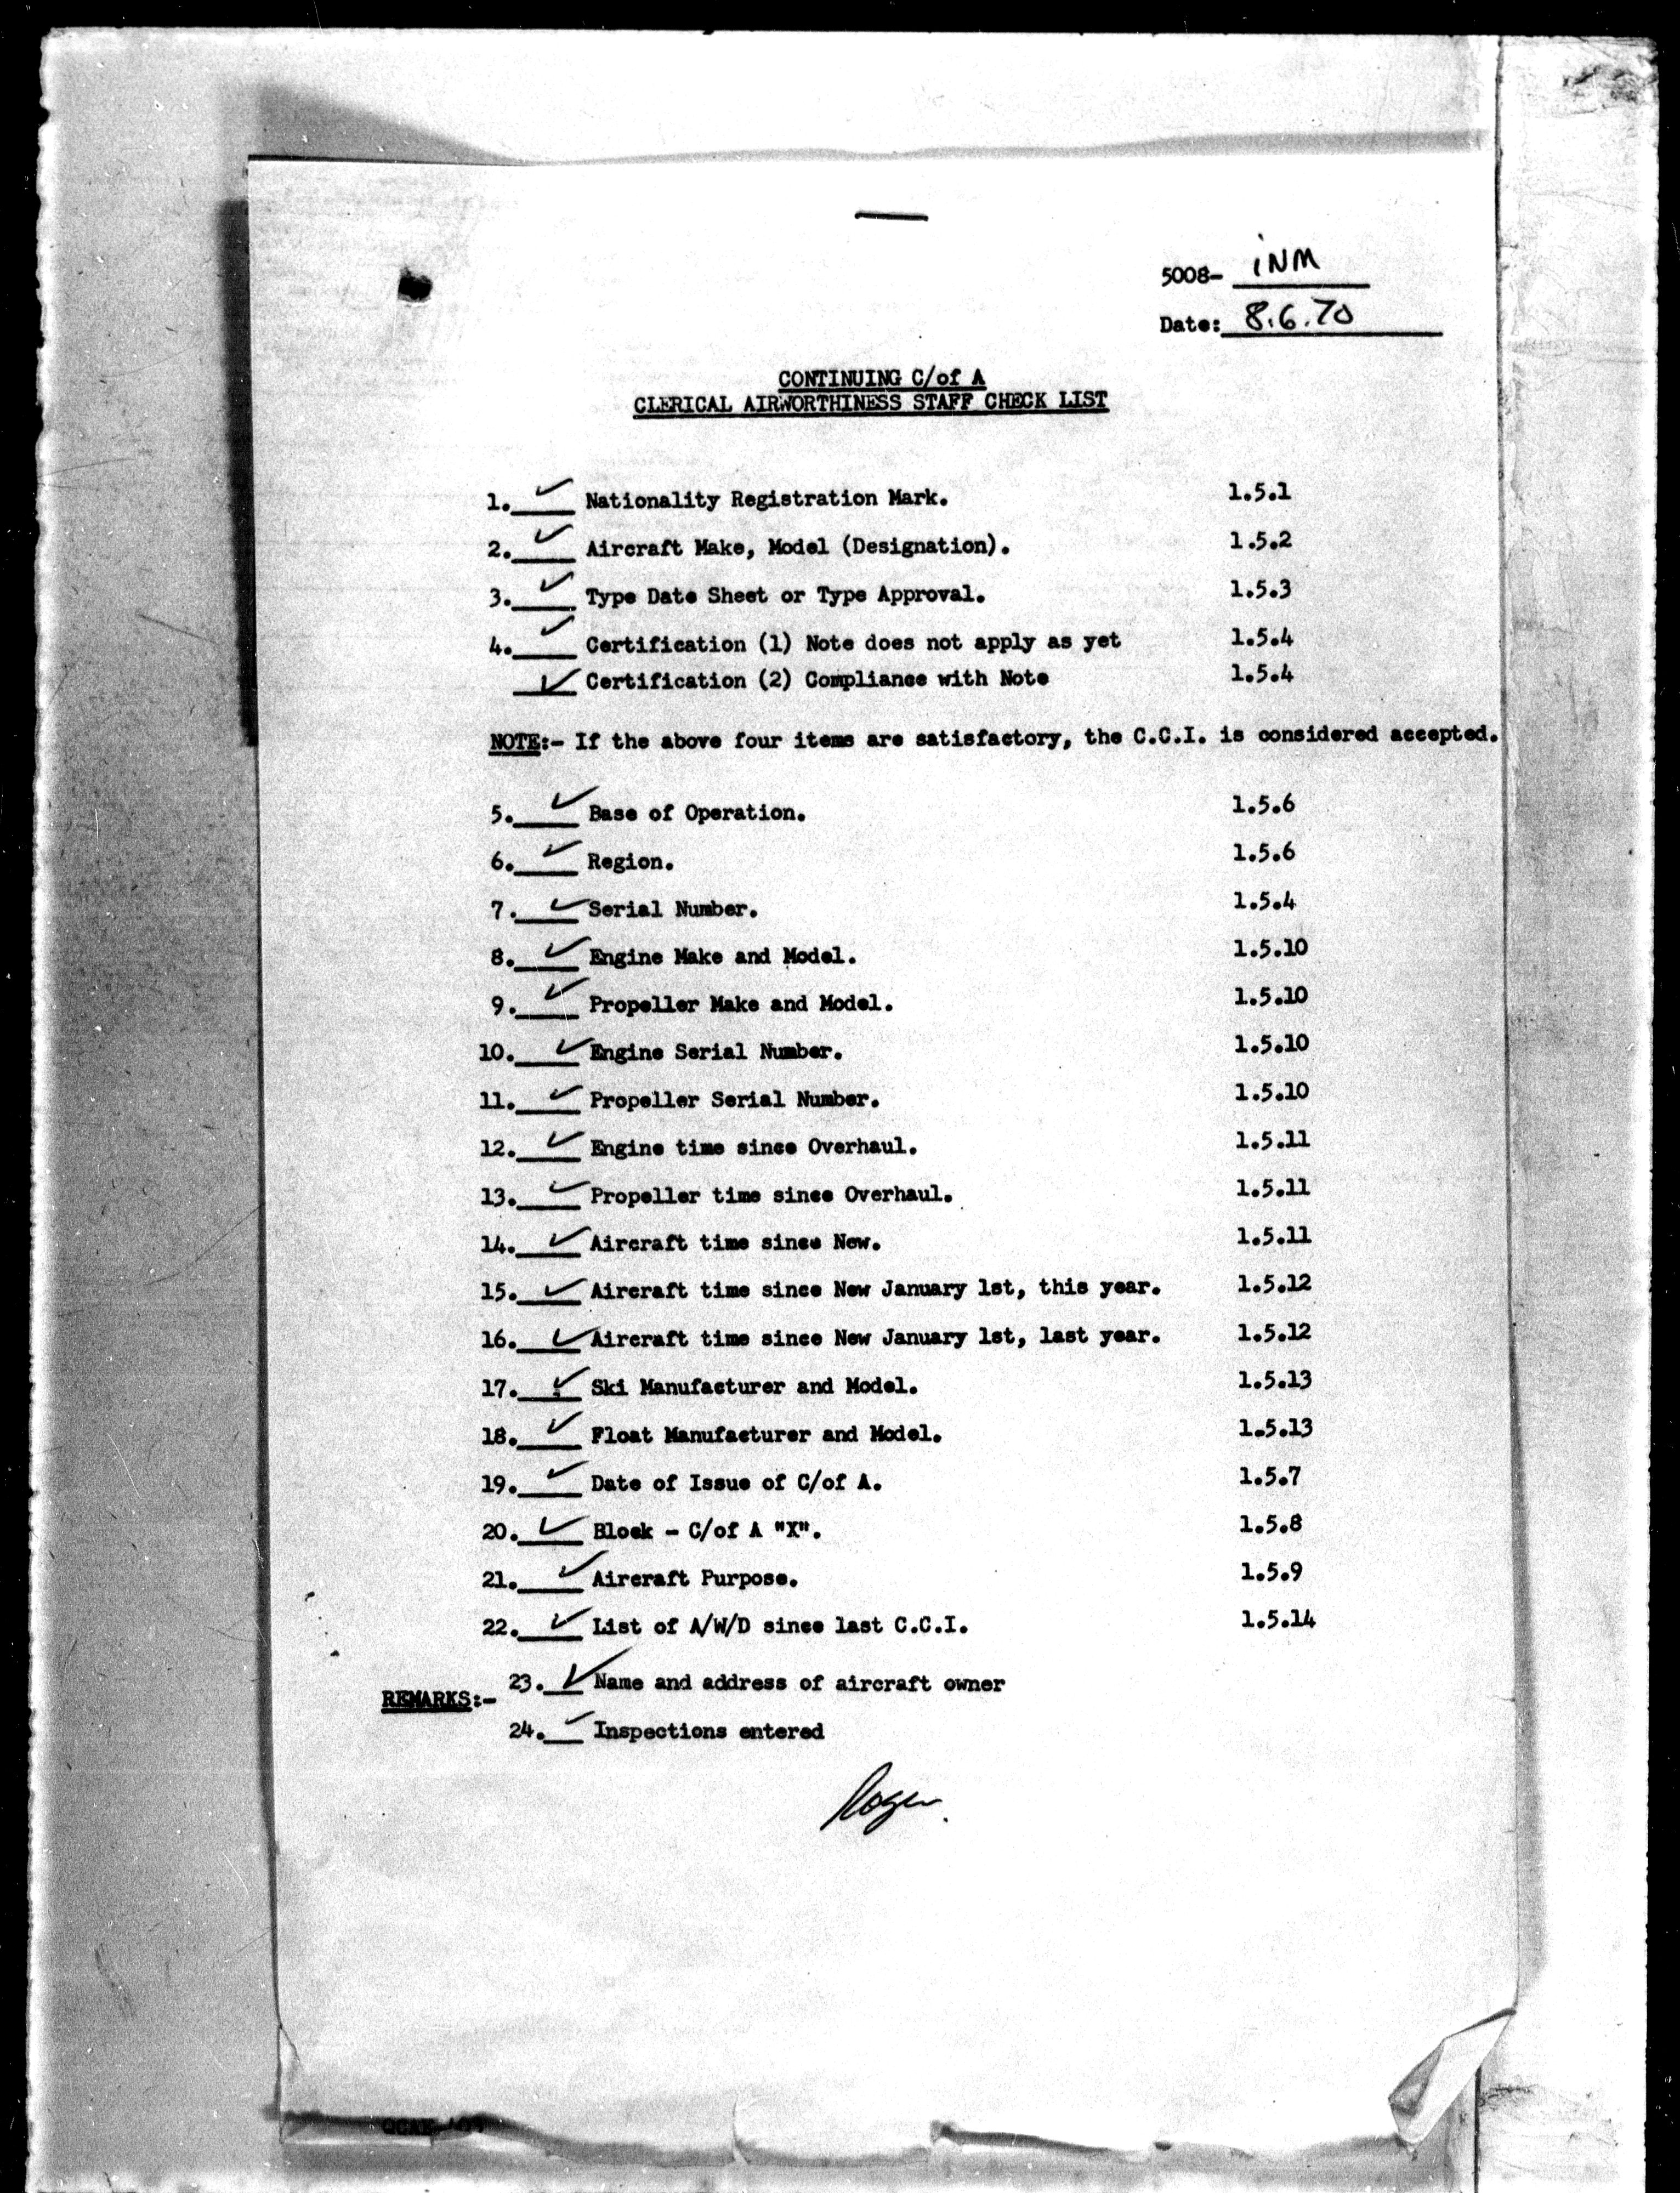 5008- iNM
Date: 8.6.70
CONTINUING C/of A
CLERICAL AIRWORTHINESS STAFF CHECK LIST
1. ✓ Nationality Registration Mark. 1.5.1
2. ✓ Aircraft Make, Model (Designation). 1.5.2
3. ✓ Type Date Sheet or Type Approval. 1.5.3
4. ✓ Certification (1) Note does not apply as yet 1.5.4
✓ Certification (2) Compliance with Note 1.5.4
NOTE:- If the above four items are satisfactory, the C.C.I. is considered accepted.
5. ✓ Base of Operation. 1.5.6
6. ✓ Region. 1.5.6
7. ✓ Serial Number. 1.5.4
8. ✓ Engine Make and Model. 1.5.10
9. ✓ Propeller Make and Model. 1.5.10
10. ✓ Engine Serial Number. 1.5.10
11. ✓ Propeller Serial Number. 1.5.10
12. ✓ Engine time since Overhaul. 1.5.11
13. ✓ Propeller time since Overhaul. 1.5.11
14. ✓ Aircraft time since New. 1.5.11
15. ✓ Aircraft time since New January 1st, this year. 1.5.12
16. ✓ Aircraft time since New January 1st, last year. 1.5.12
17. ✓ Ski Manufacturer and Model. 1.5.13
18. ✓ Float Manufacturer and Model. 1.5.13
19. ✓ Date of Issue of C/of A. 1.5.7
20. ✓ Block - C/of A "X". 1.5.8
21. ✓ Aircraft Purpose. 1.5.9
22. ✓ List of A/W/D since last C.C.I. 1.5.14
23. ✓ Name and address of aircraft owner
REMARKS:-
24. ✓ Inspections entered
Roger